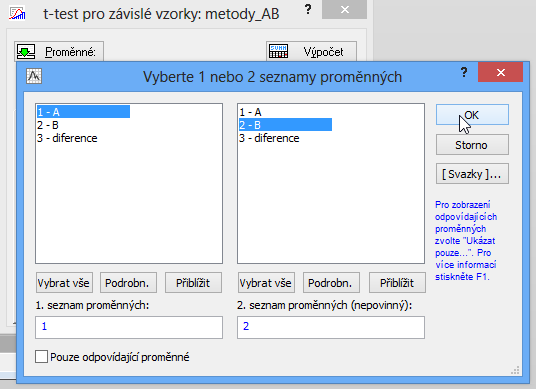 t-test pro závislé vzorky: metody_AB
?
Proměnné:
SUMM
Výpočet
Vyberte 1 nebo 2 seznamy proměnných
?
1 - A
2 - B
3 - diference
1 - A
2 - B
3 - diference
OK
Storno
[ Svazky ]...
Pro zobrazení
odpovídajících
proměnných
zvolte "Ukázat
pouze...". Pro
více informací
stiskněte F1.
Vybrat vše
Podrobn.
Přiblížit
Vybrat vše
Podrobn.
Přiblížit
1. seznam proměnných:
2. seznam proměnných (nepovinný):
1
2
Pouze odpovídající proměnné